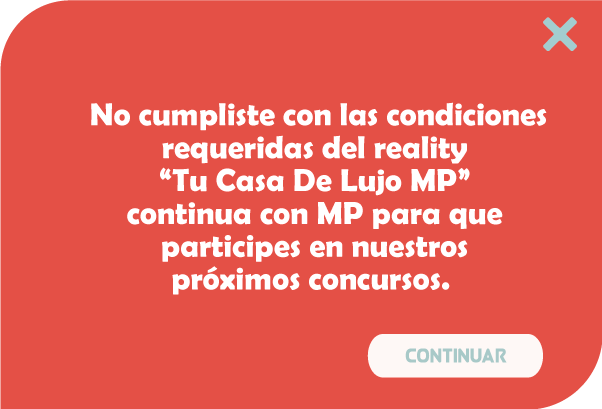 No cumpliste con las condiciones
requeridas del reality
“Tu Casa De Lujo MP”
continua con MP para que
participes en nuestros
próximos concursos.
CONTINUAR